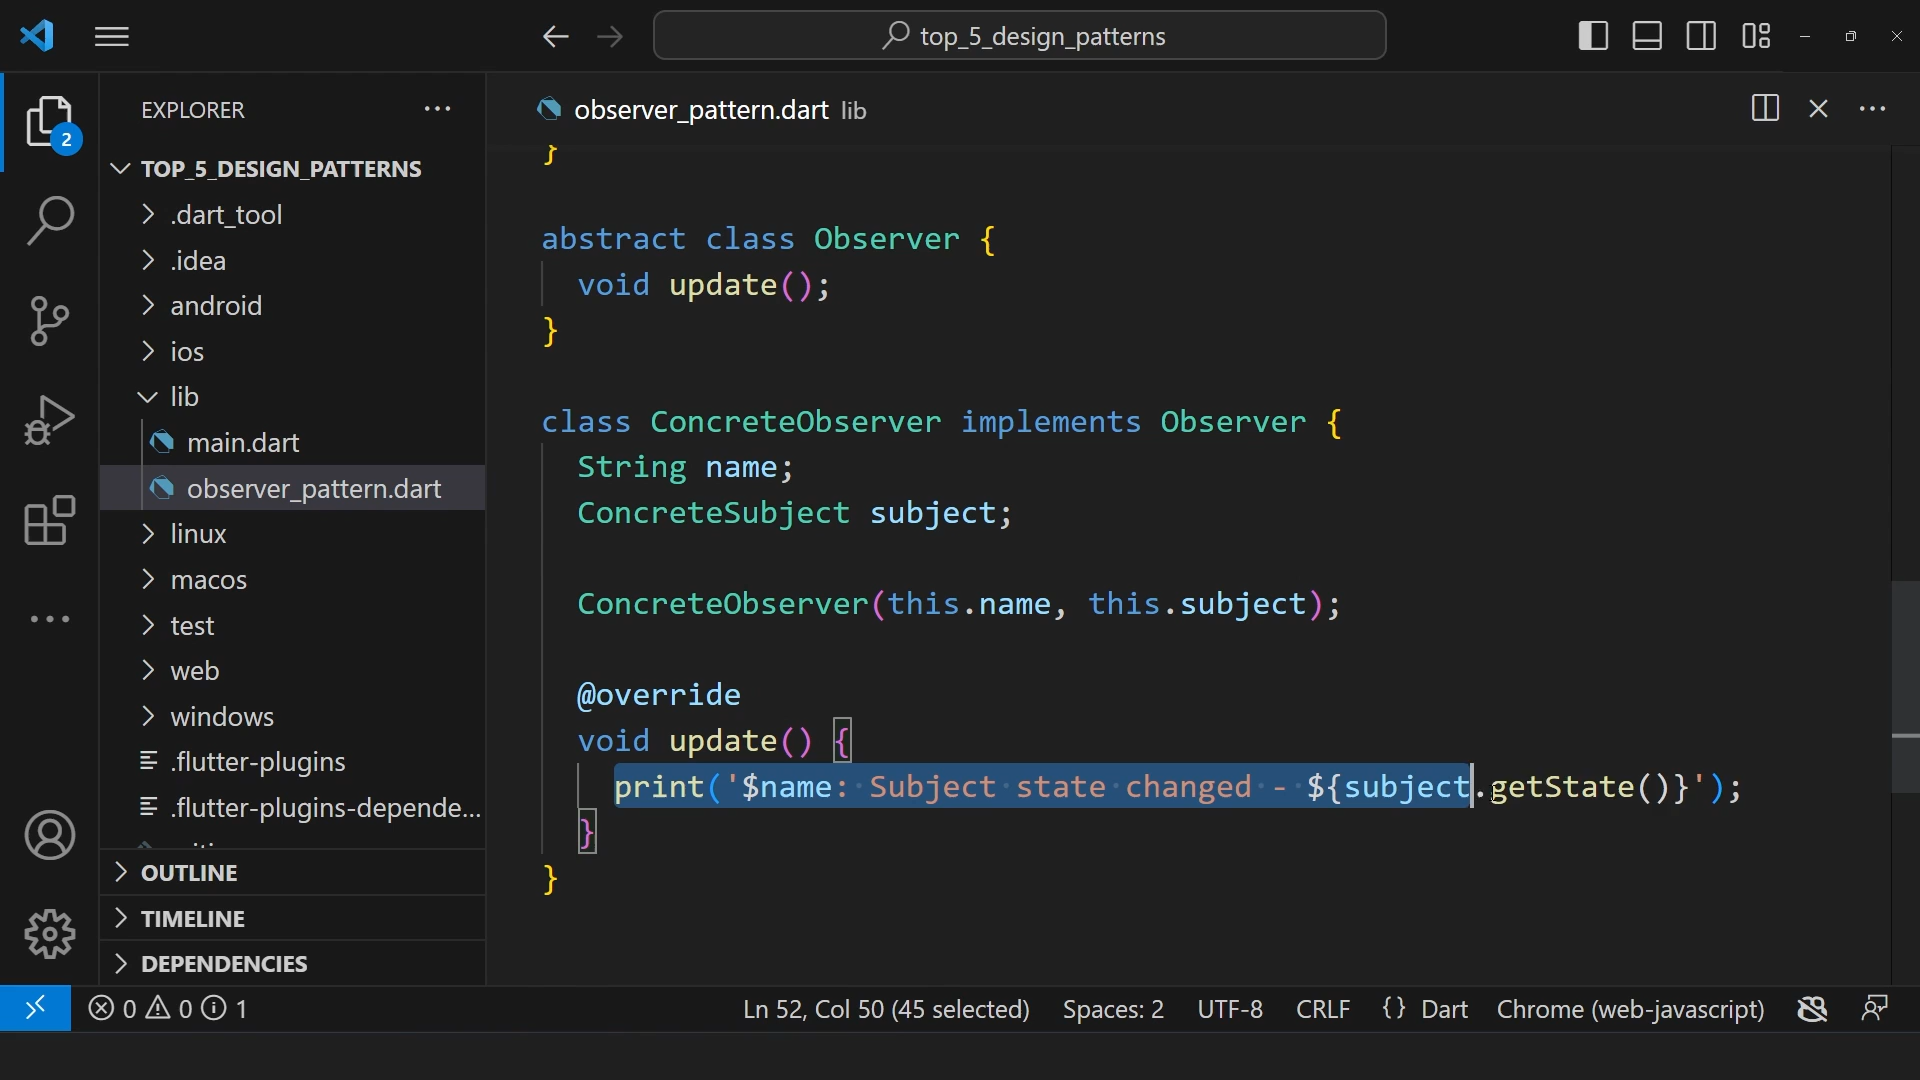 top_5_design_patterns
EXPLORER
2
TOP_5_DESIGN_PATTERNS
.dart_tool
.idea
android
ios
lib
main.dart
observer_pattern.dart
linux
macos
test
web
windows
.flutter-plugins
.flutter-plugins-depende...
OUTLINE
TIMELINE
DEPENDENCIES
observer_pattern.dart lib
}
abstract class Observer {
void update();
}
class ConcreteObserver implements Observer {
String name;
ConcreteSubject subject;
ConcreteObserver(this.name, this.subject);
@override
void update() {
print('$name: Subject state changed - ${subject.getState()}');
}
}
0 0 1
Ln 52, Col 50 (45 selected) Spaces: 2 UTF-8 CRLF {} Dart Chrome (web-javascript)